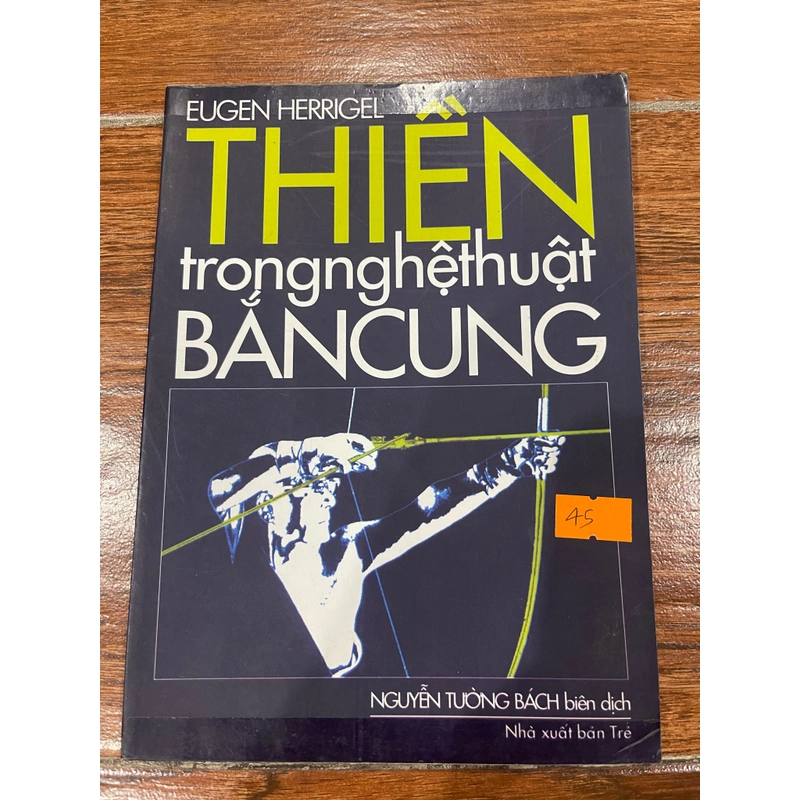 EUGEN HERRIGEL
THIỀN
trongnghệthuật
BẮNCUNG
45
NGUYỄN TƯỜNG BÁCH biên dịch
Nhà xuất bản Trẻ